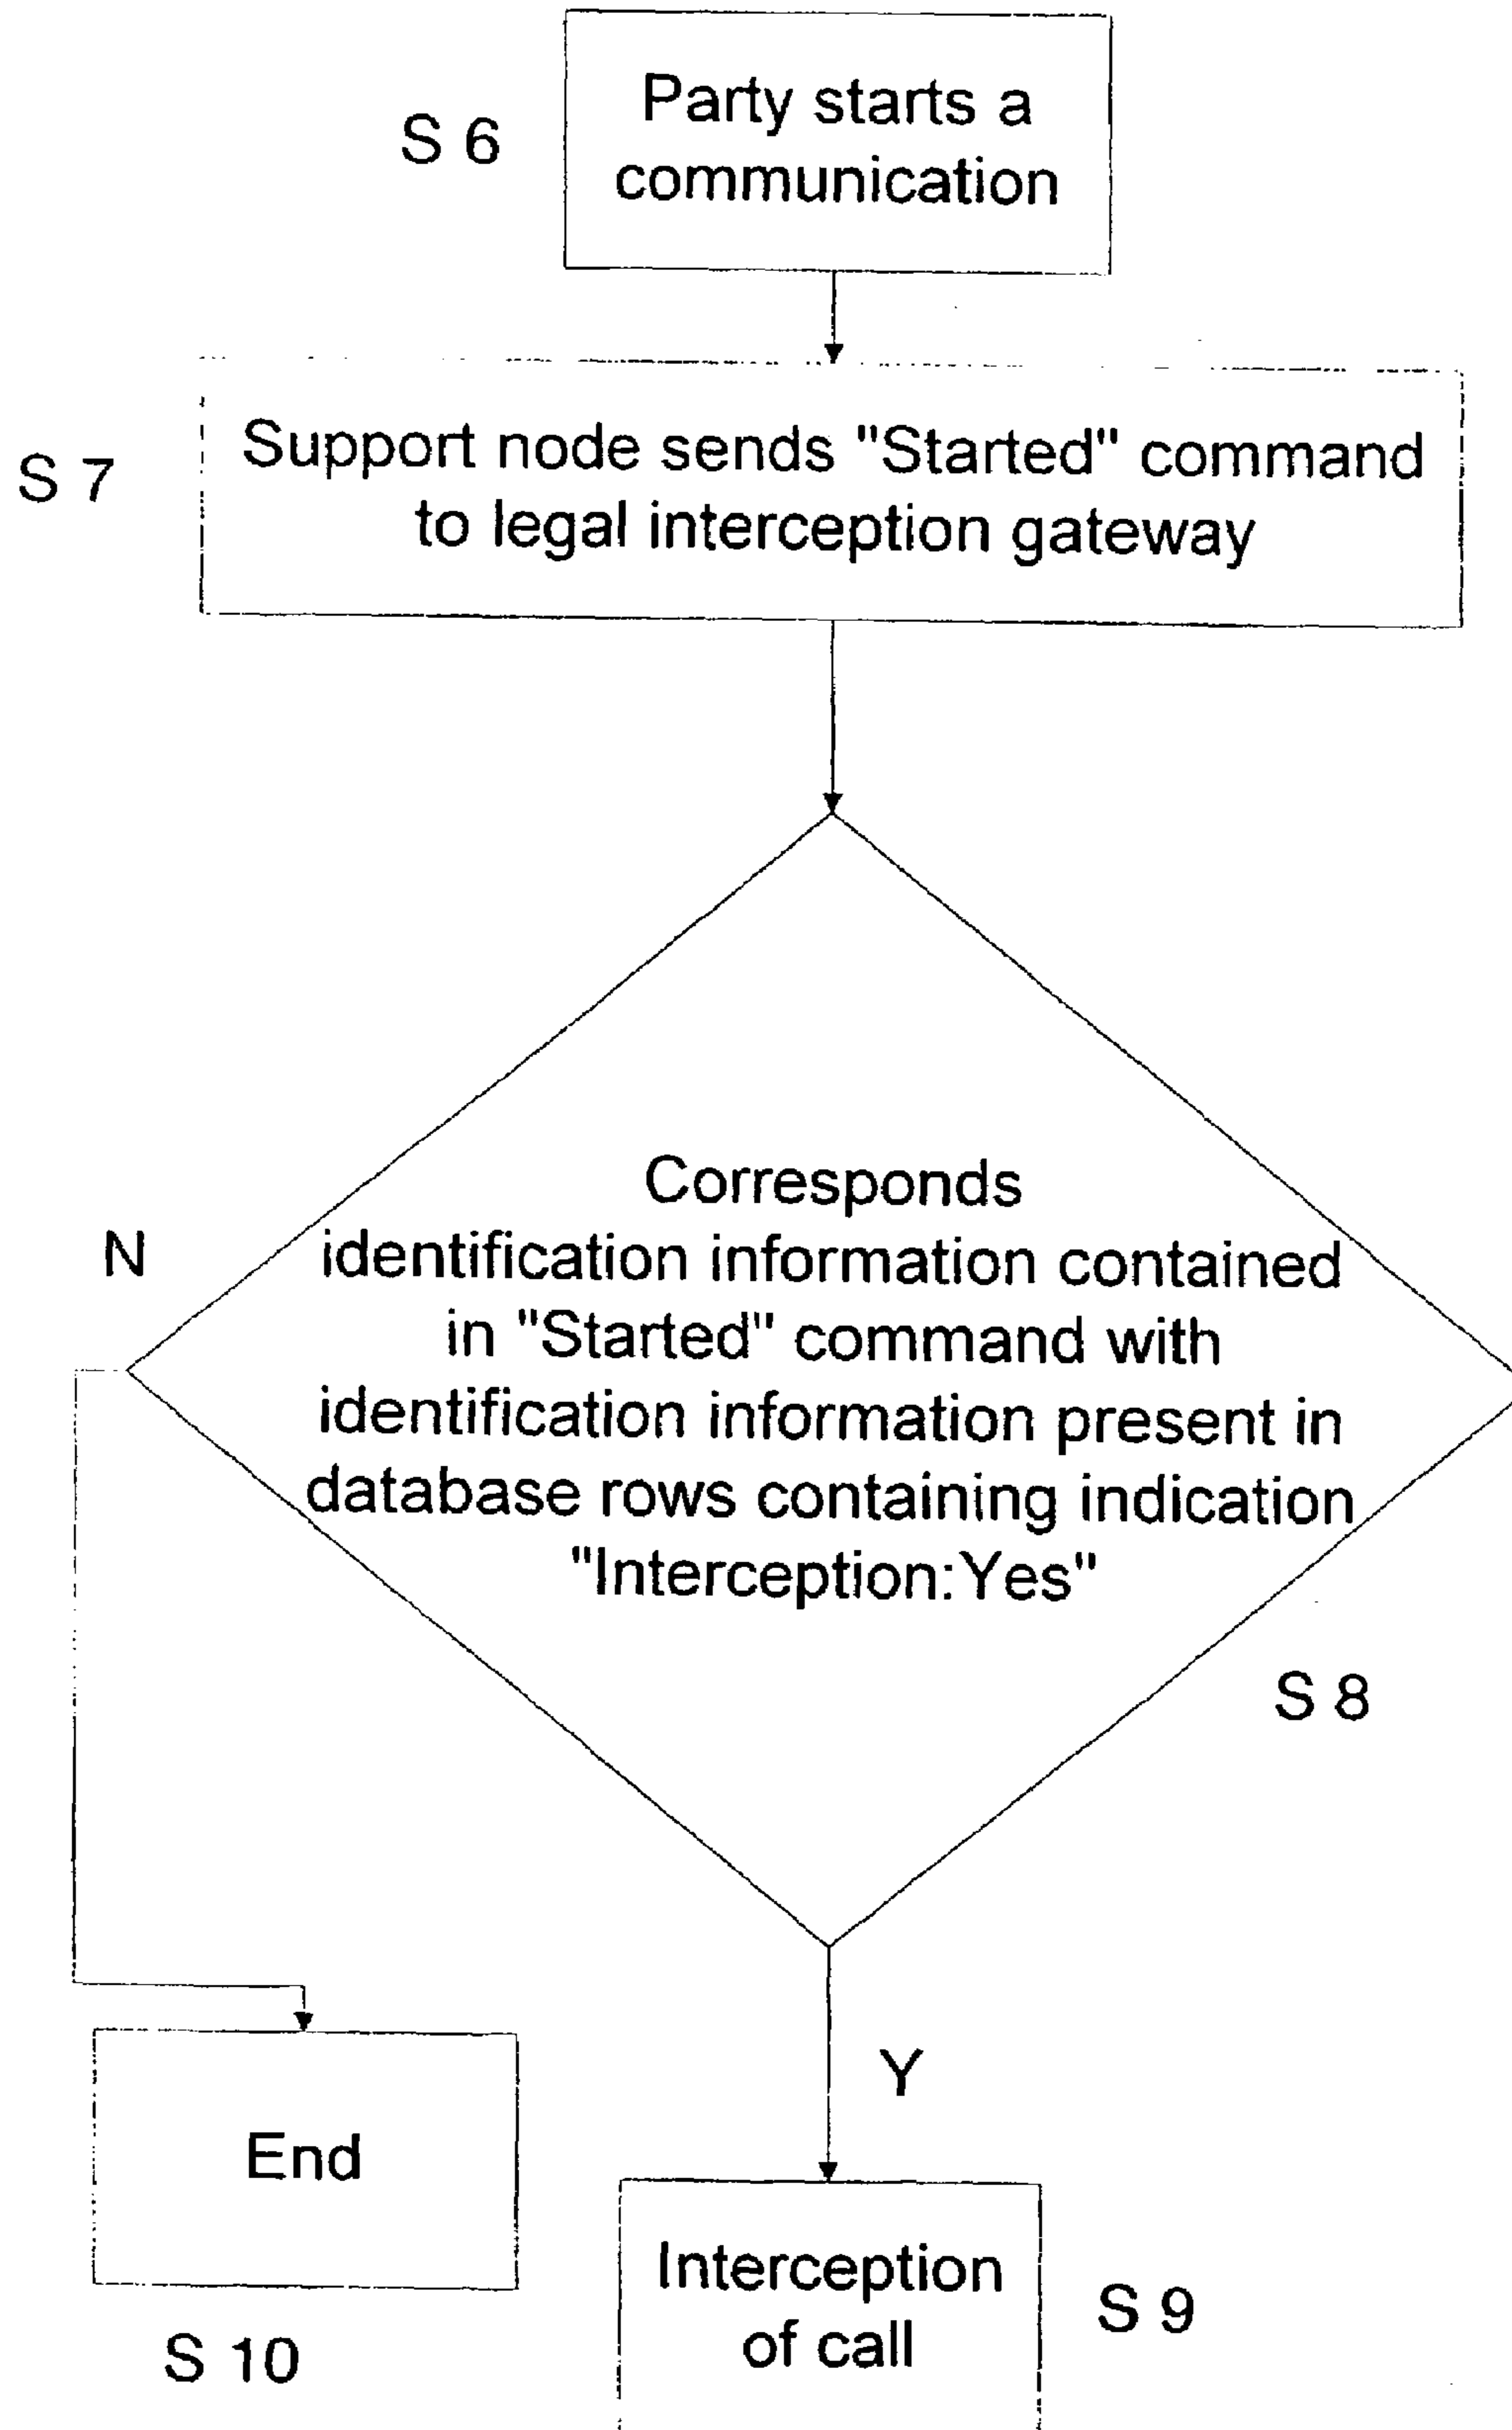 S 6
Party starts a
communication
S 7
Support node sends "Started" command
to legal interception gateway
N
Corresponds
identification information contained
in "Started" command with
identification information present in
database rows containing indication
"Interception:Yes"
S 8
Y
End
S 10
Interception
of call
S 9